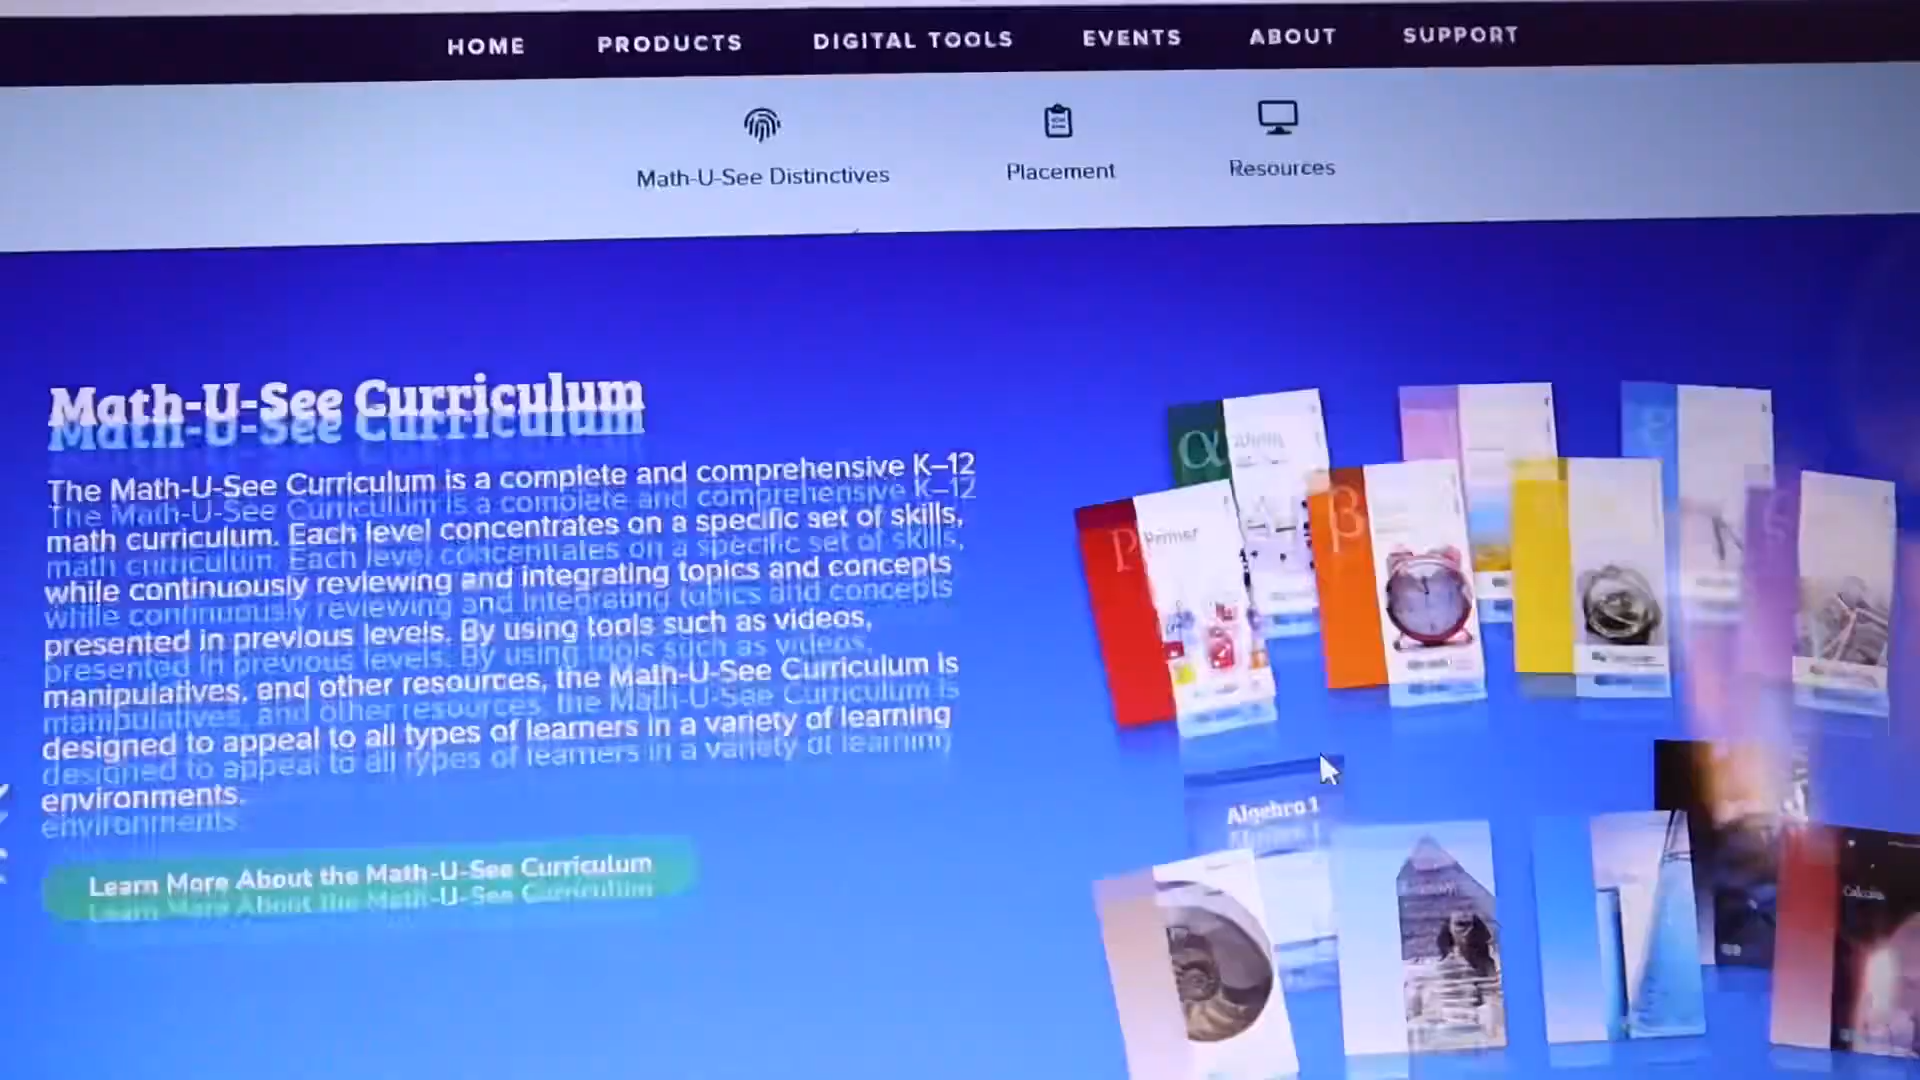 HOME PRODUCTS DIGITAL TOOLS EVENTS ABOUT SUPPORT
Math-U-See Distinctives Placement Resources
Math-U-See Curriculum
The Math-U-See Curriculum is a complete and comprehensive K–12
math curriculum. Each level concentrates on a specific set of skills,
while continuously reviewing and integrating topics and concepts
presented in previous levels. By using tools such as videos,
manipulatives, and other resources, the Math-U-See Curriculum is
designed to appeal to all types of learners in a variety of learning
environments.
Learn More About the Math-U-See Curriculum
α
P Primer
β
Algebra 1
Calculus